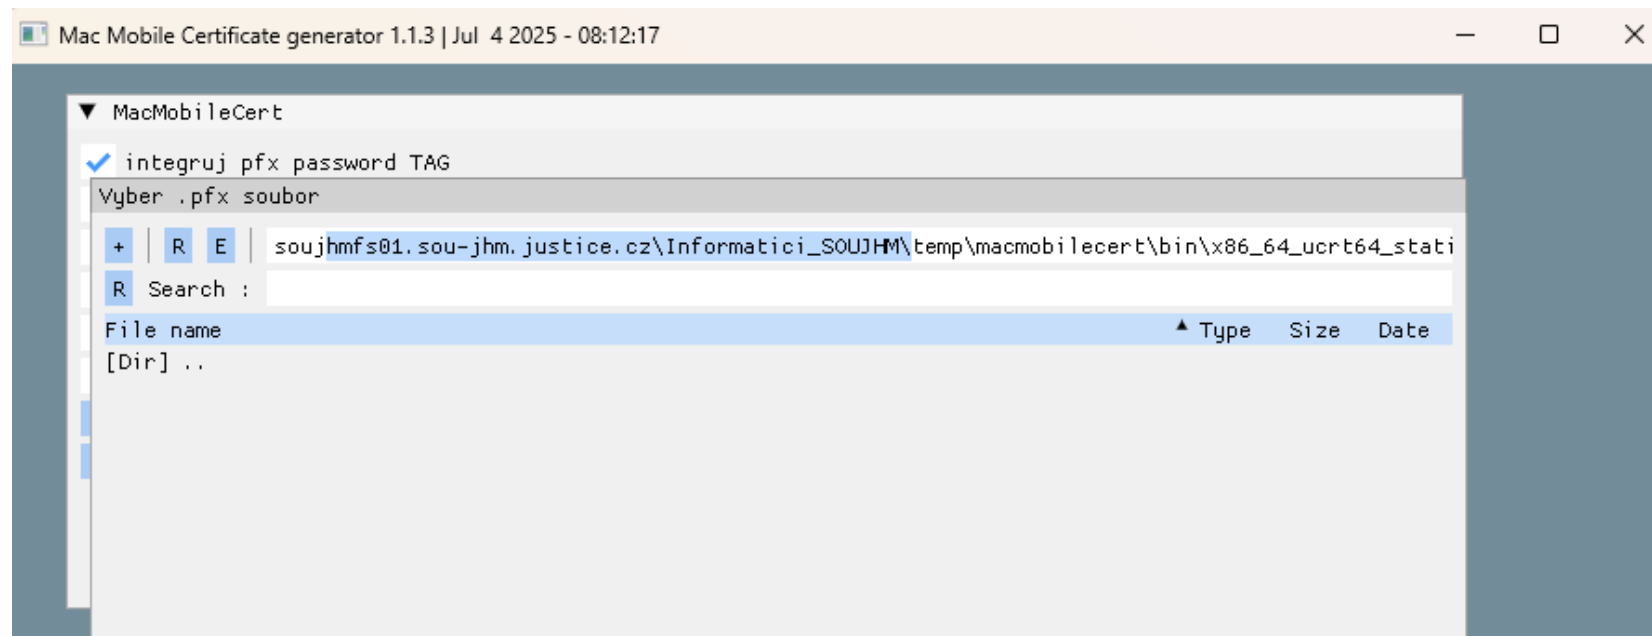 Mac Mobile Certificate generator 1.1.3 | Jul  4 2025 - 08:12:17
▼ MacMobileCert
integruj pfx password TAG
Vyber .pfx soubor
+ | R E | soujhmfs01.sou-jhm.justice.cz\Informatici_SOUJHM\temp\macmobilecert\bin\x86_64_ucrt64_stati
R Search :
File name ▲ Type Size Date
[Dir] ..